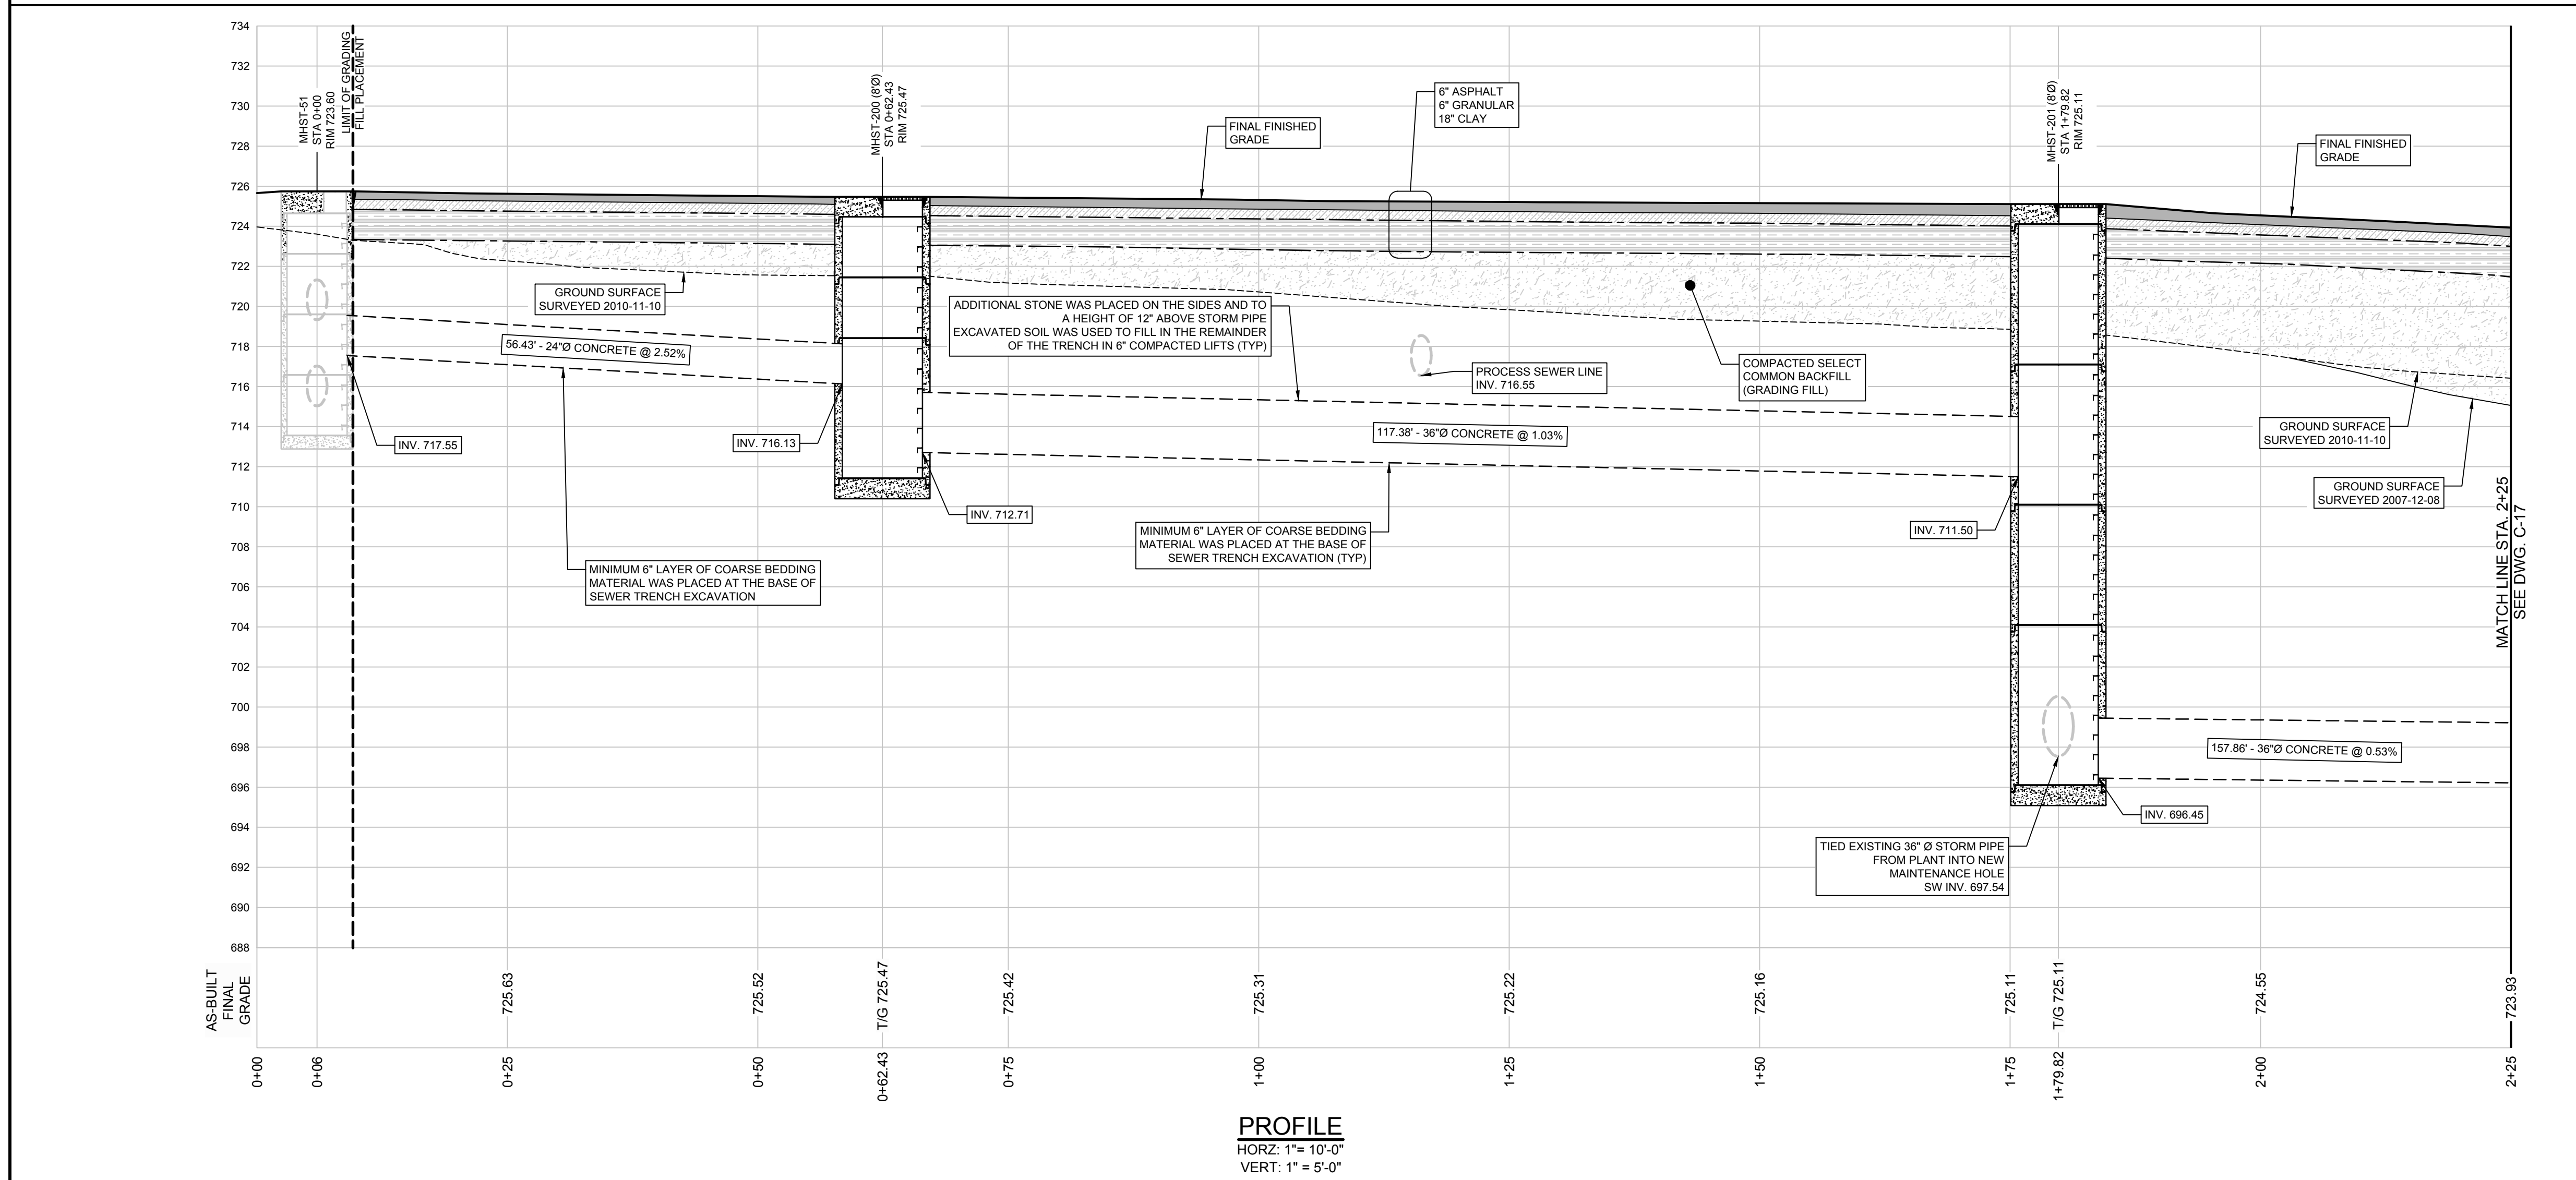 734
732
730
728
726
724
722
720
718
716
714
712
710
708
706
704
702
700
698
696
694
692
690
688
MHST-51
STA 0+00
RIM 723.60
LIMIT OF GRADING
FILL PLACEMENT
MHST-200 (8'Ø)
STA 0+62.43
RIM 725.47
FINAL FINISHED
GRADE
6" ASPHALT
6" GRANULAR
18" CLAY
MHST-201 (8'Ø)
STA 1+79.82
RIM 725.11
FINAL FINISHED
GRADE
GROUND SURFACE
SURVEYED 2010-11-10
56.43' - 24"Ø CONCRETE @ 2.52%
INV. 717.55
INV. 716.13
MINIMUM 6" LAYER OF COARSE BEDDING
MATERIAL WAS PLACED AT THE BASE OF
SEWER TRENCH EXCAVATION
ADDITIONAL STONE WAS PLACED ON THE SIDES AND TO
A HEIGHT OF 12" ABOVE STORM PIPE
EXCAVATED SOIL WAS USED TO FILL IN THE REMAINDER
OF THE TRENCH IN 6" COMPACTED LIFTS (TYP)
PROCESS SEWER LINE
INV. 716.55
COMPACTED SELECT
COMMON BACKFILL
(GRADING FILL)
117.38' - 36"Ø CONCRETE @ 1.03%
INV. 712.71
MINIMUM 6" LAYER OF COARSE BEDDING
MATERIAL WAS PLACED AT THE BASE OF
SEWER TRENCH EXCAVATION (TYP)
INV. 711.50
GROUND SURFACE
SURVEYED 2010-11-10
GROUND SURFACE
SURVEYED 2007-12-08
MATCH LINE STA. 2+25
SEE DWG. C-17
157.86' - 36"Ø CONCRETE @ 0.53%
INV. 696.45
TIED EXISTING 36" Ø STORM PIPE
FROM PLANT INTO NEW
MAINTENANCE HOLE
SW INV. 697.54
AS-BUILT
FINAL
GRADE
725.63
725.52
T/G 725.47
725.42
725.31
725.22
725.16
725.11
T/G 725.11
724.55
723.93
0+00
0+06
0+25
0+50
0+62.43
0+75
1+00
1+25
1+50
1+75
1+79.82
2+00
2+25
PROFILE
HORZ: 1"= 10'-0"
VERT: 1" = 5'-0"